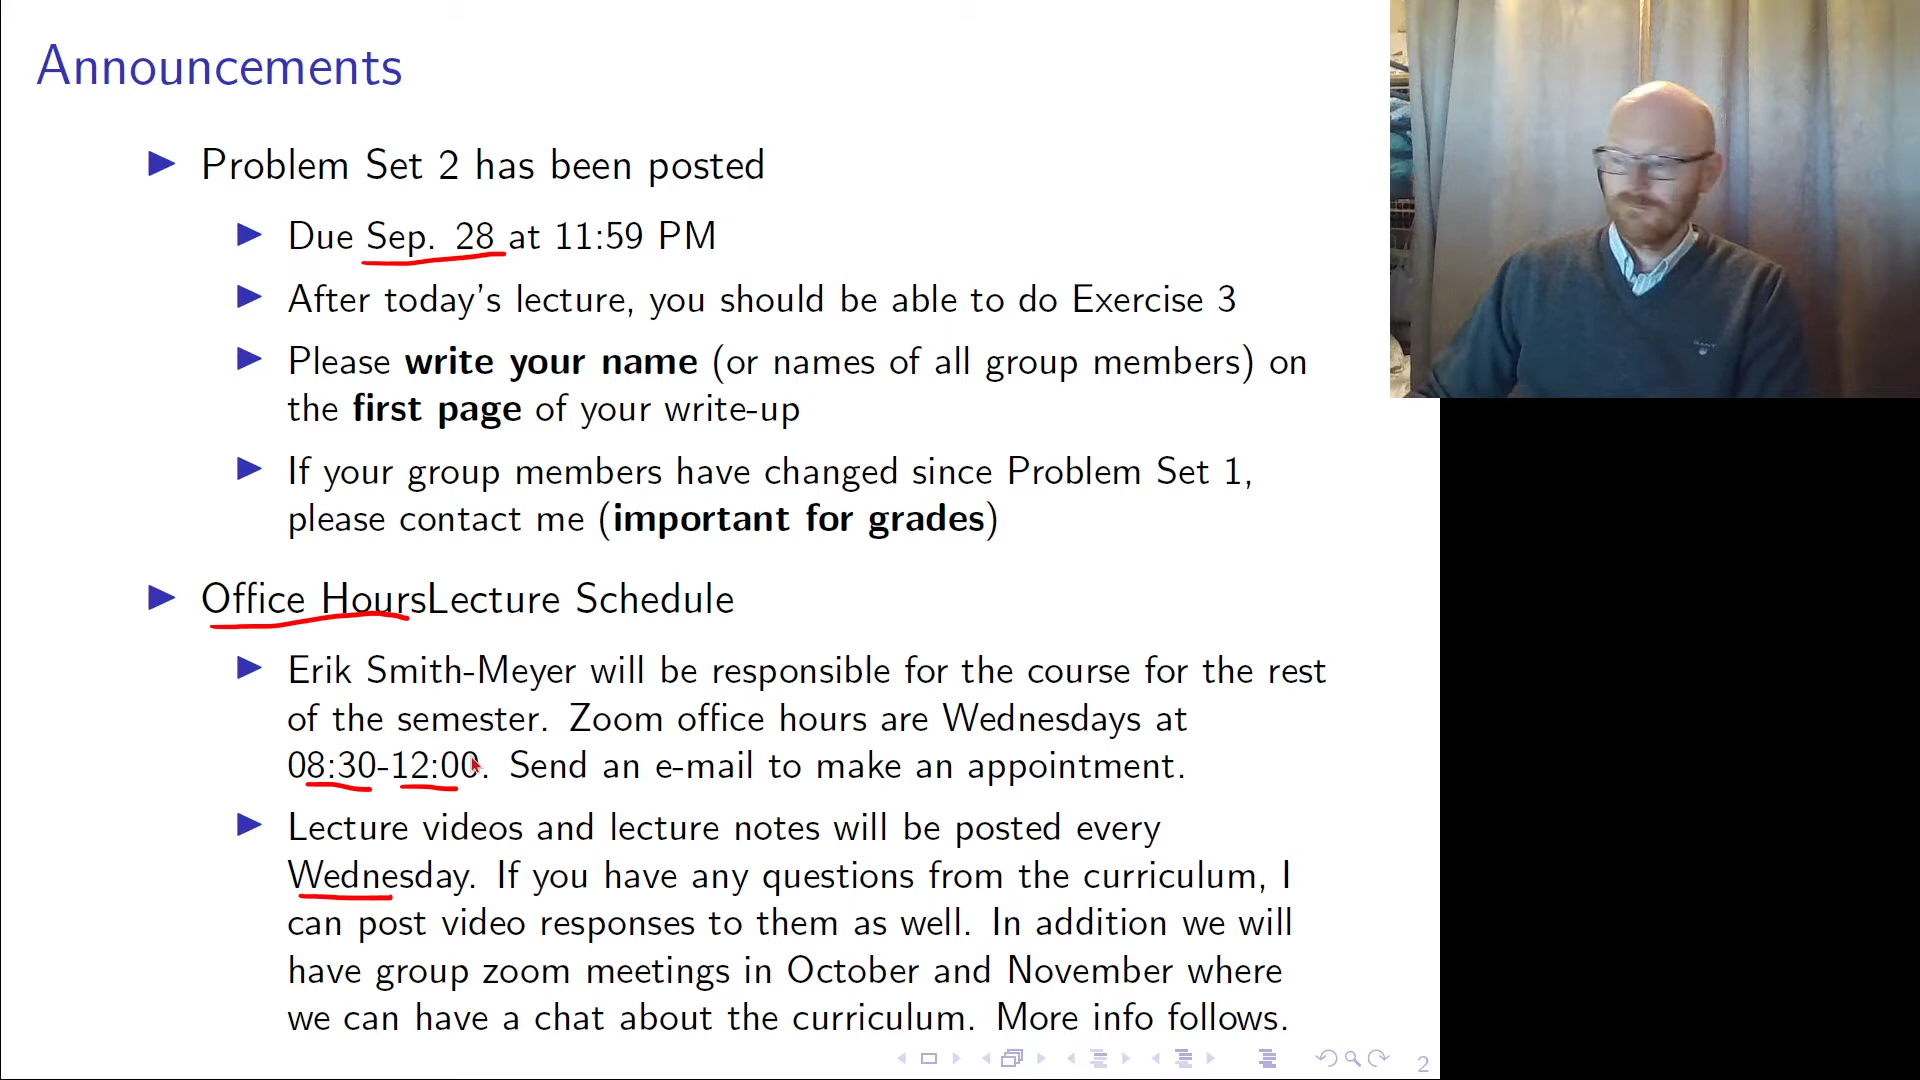 Announcements
Problem Set 2 has been posted
Due Sep. 28 at 11:59 PM
After today's lecture, you should be able to do Exercise 3
Please write your name (or names of all group members) on
the first page of your write-up
If your group members have changed since Problem Set 1,
please contact me (important for grades)
Office HoursLecture Schedule
Erik Smith-Meyer will be responsible for the course for the rest
of the semester. Zoom office hours are Wednesdays at
08:30-12:00. Send an e-mail to make an appointment.
Lecture videos and lecture notes will be posted every
Wednesday. If you have any questions from the curriculum, I
can post video responses to them as well. In addition we will
have group zoom meetings in October and November where
we can have a chat about the curriculum. More info follows.
2
GANT